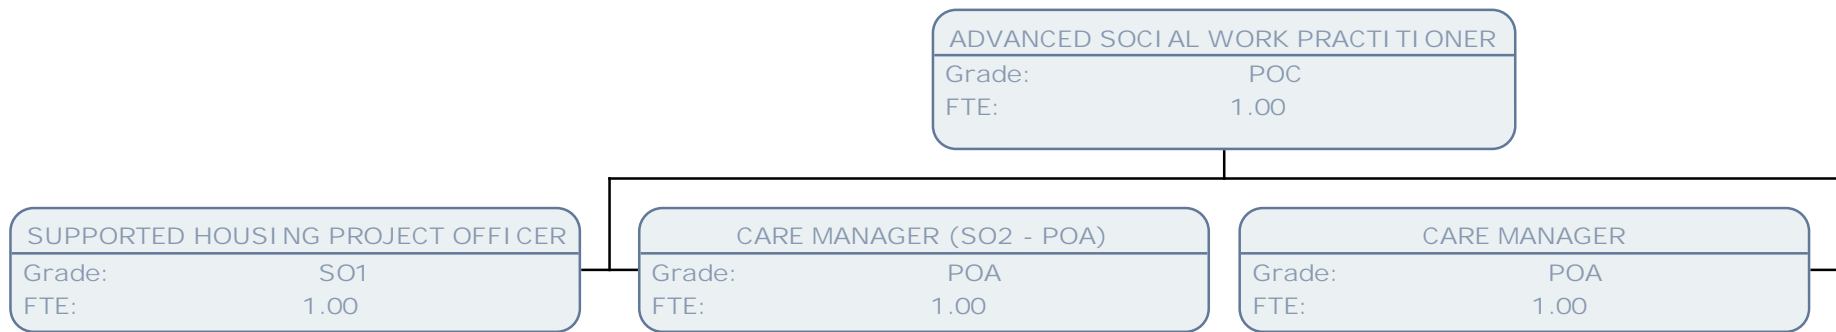 ADVANCED SOCIAL WORK PRACTITIONER
Grade: POC
FTE: 1.00
SUPPORTED HOUSING PROJECT OFFICER
Grade: SO1
FTE: 1.00
CARE MANAGER (SO2 - POA)
Grade: POA
FTE: 1.00
CARE MANAGER
Grade: POA
FTE: 1.00